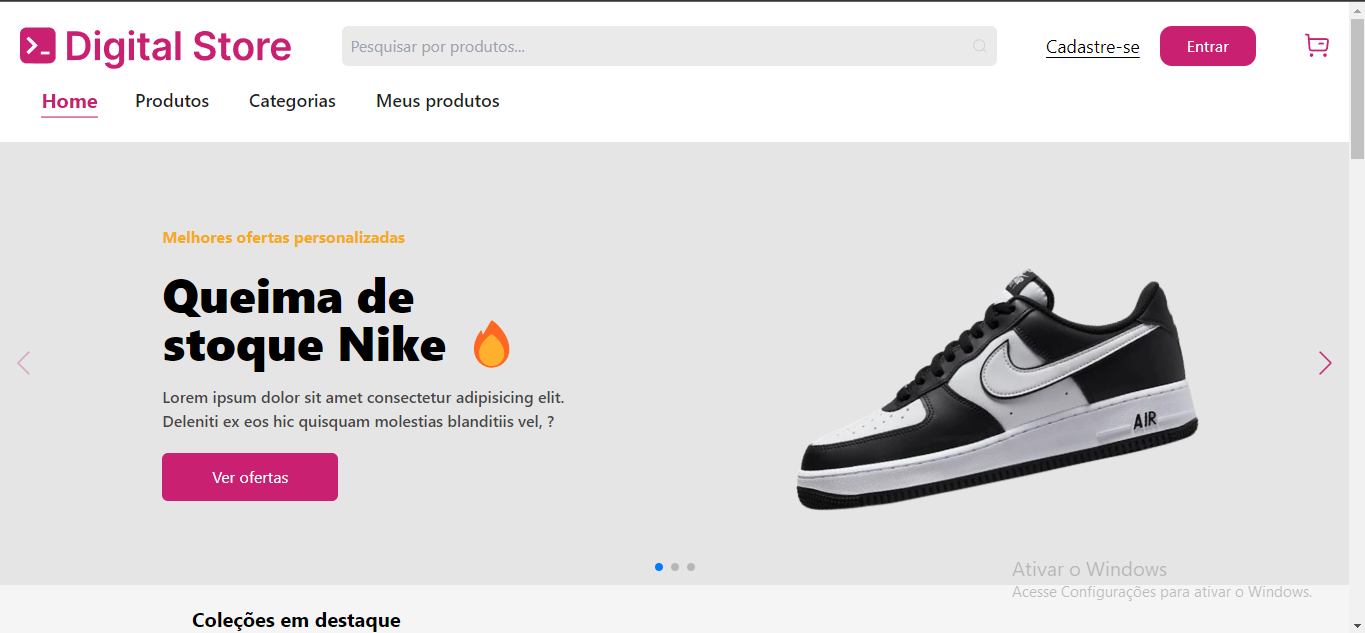 Digital Store
Pesquisar por produtos...
Cadastre-se
Entrar
Home
Produtos
Categorias
Meus produtos
Melhores ofertas personalizadas
Queima de
stoque Nike
Lorem ipsum dolor sit amet consectetur adipisicing elit.
Deleniti ex eos hic quisquam molestias blanditiis vel, ?
Ver ofertas
AIR
Ativar o Windows
Acesse Configurações para ativar o Windows.
Coleções em destaque